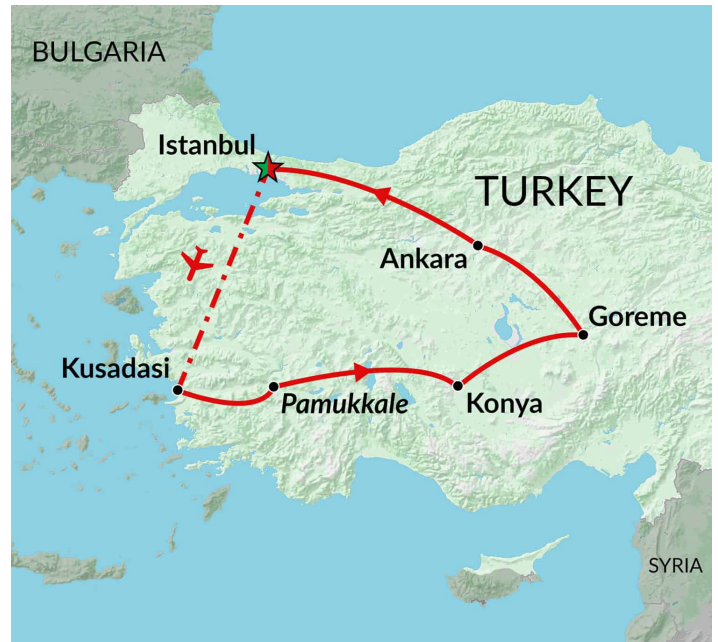 BULGARIA
Istanbul
TURKEY
Ankara
Goreme
Kusadasi
Pamukkale
Konya
SYRIA